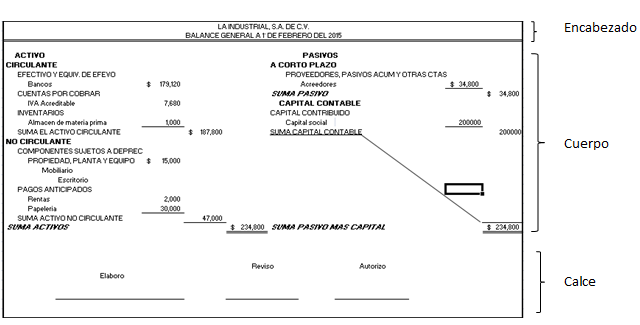 LA INDUSTRIAL, S.A. DE C.V.
BALANCE GENERAL A 1 DE FEBRERO DEL 2015
Encabezado
ACTIVO
CIRCULANTE
EFECTIVO Y EQUIV. DE EFEVO
Bancos $ 179,120
CUENTAS POR COBRAR
IVA Acreditable 7,680
INVENTARIOS
Almacen de materia prima 1,000
SUMA EL ACTIVO CIRCULANTE $ 187,800
NO CIRCULANTE
COMPONENTES SUJETOS A DEPREC
PROPIEDAD, PLANTA Y EQUIPO $ 15,000
Mobiliario
Escritorio
PAGOS ANTICIPADOS
Rentas 2,000
Papeleria 30,000
SUMA ACTIVO NO CIRCULANTE 47,000
SUMA ACTIVOS $ 234,800
PASIVOS
A CORTO PLAZO
PROVEEDORES, PASIVOS ACUM Y OTRAS CTAS
Acreedores $ 34,800
SUMA PASIVO $ 34,800
CAPITAL CONTABLE
CAPITAL CONTRIBUIDO
Capital social 200000
SUMA CAPITAL CONTABLE 200000
SUMA PASIVO MAS CAPITAL $ 234,800
Cuerpo
Elaboro
Reviso
Autorizo
Calce